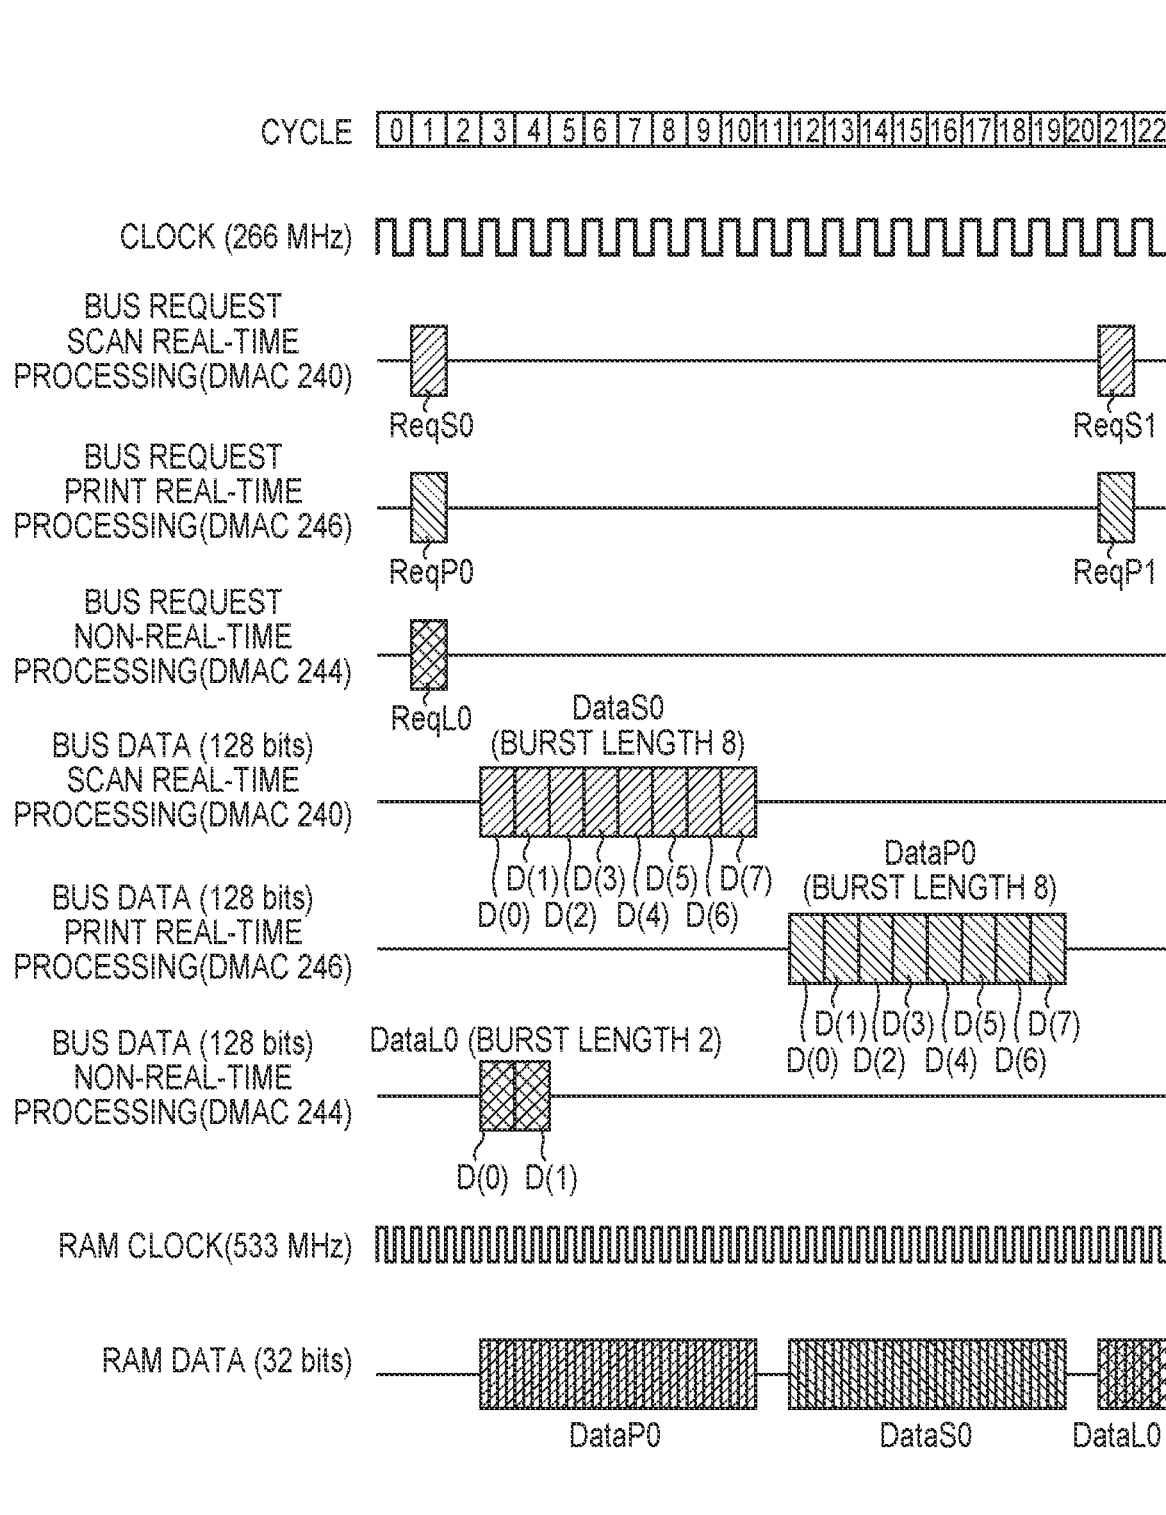 CYCLE 0 1 2 3 4 5 6 7 8 9 10 11 12 13 14 15 16 17 18 19 20 21 22
CLOCK (266 MHz)
BUS REQUEST
SCAN REAL-TIME
PROCESSING(DMAC 240)
ReqS0 ReqS1
BUS REQUEST
PRINT REAL-TIME
PROCESSING(DMAC 246)
ReqP0 ReqP1
BUS REQUEST
NON-REAL-TIME
PROCESSING(DMAC 244)
ReqL0
DataS0
(BURST LENGTH 8)
BUS DATA (128 bits)
SCAN REAL-TIME
PROCESSING(DMAC 240)
D(1) D(3) D(5) D(7)
D(0) D(2) D(4) D(6)
DataP0
(BURST LENGTH 8)
BUS DATA (128 bits)
PRINT REAL-TIME
PROCESSING(DMAC 246)
D(1) D(3) D(5) D(7)
D(0) D(2) D(4) D(6)
BUS DATA (128 bits)
NON-REAL-TIME
PROCESSING(DMAC 244)
DataL0 (BURST LENGTH 2)
D(0) D(1)
RAM CLOCK(533 MHz)
RAM DATA (32 bits)
DataP0 DataS0 DataL0